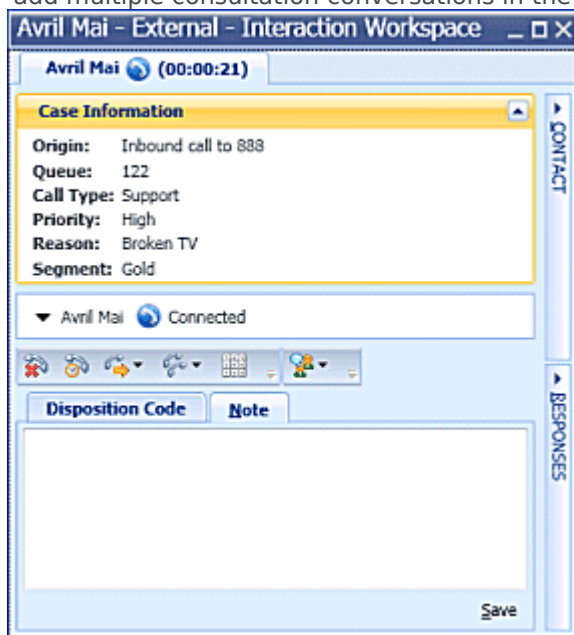 add multiple consultation conversations in the
Avril Mai - External - Interaction Workspace
Avril Mai (00:00:21)
Case Information
Origin: Inbound call to 888
Queue: 122
Call Type: Support
Priority: High
Reason: Broken TV
Segment: Gold
Avril Mai Connected
Disposition Code Note
Save
CONTACT
RESPONSES